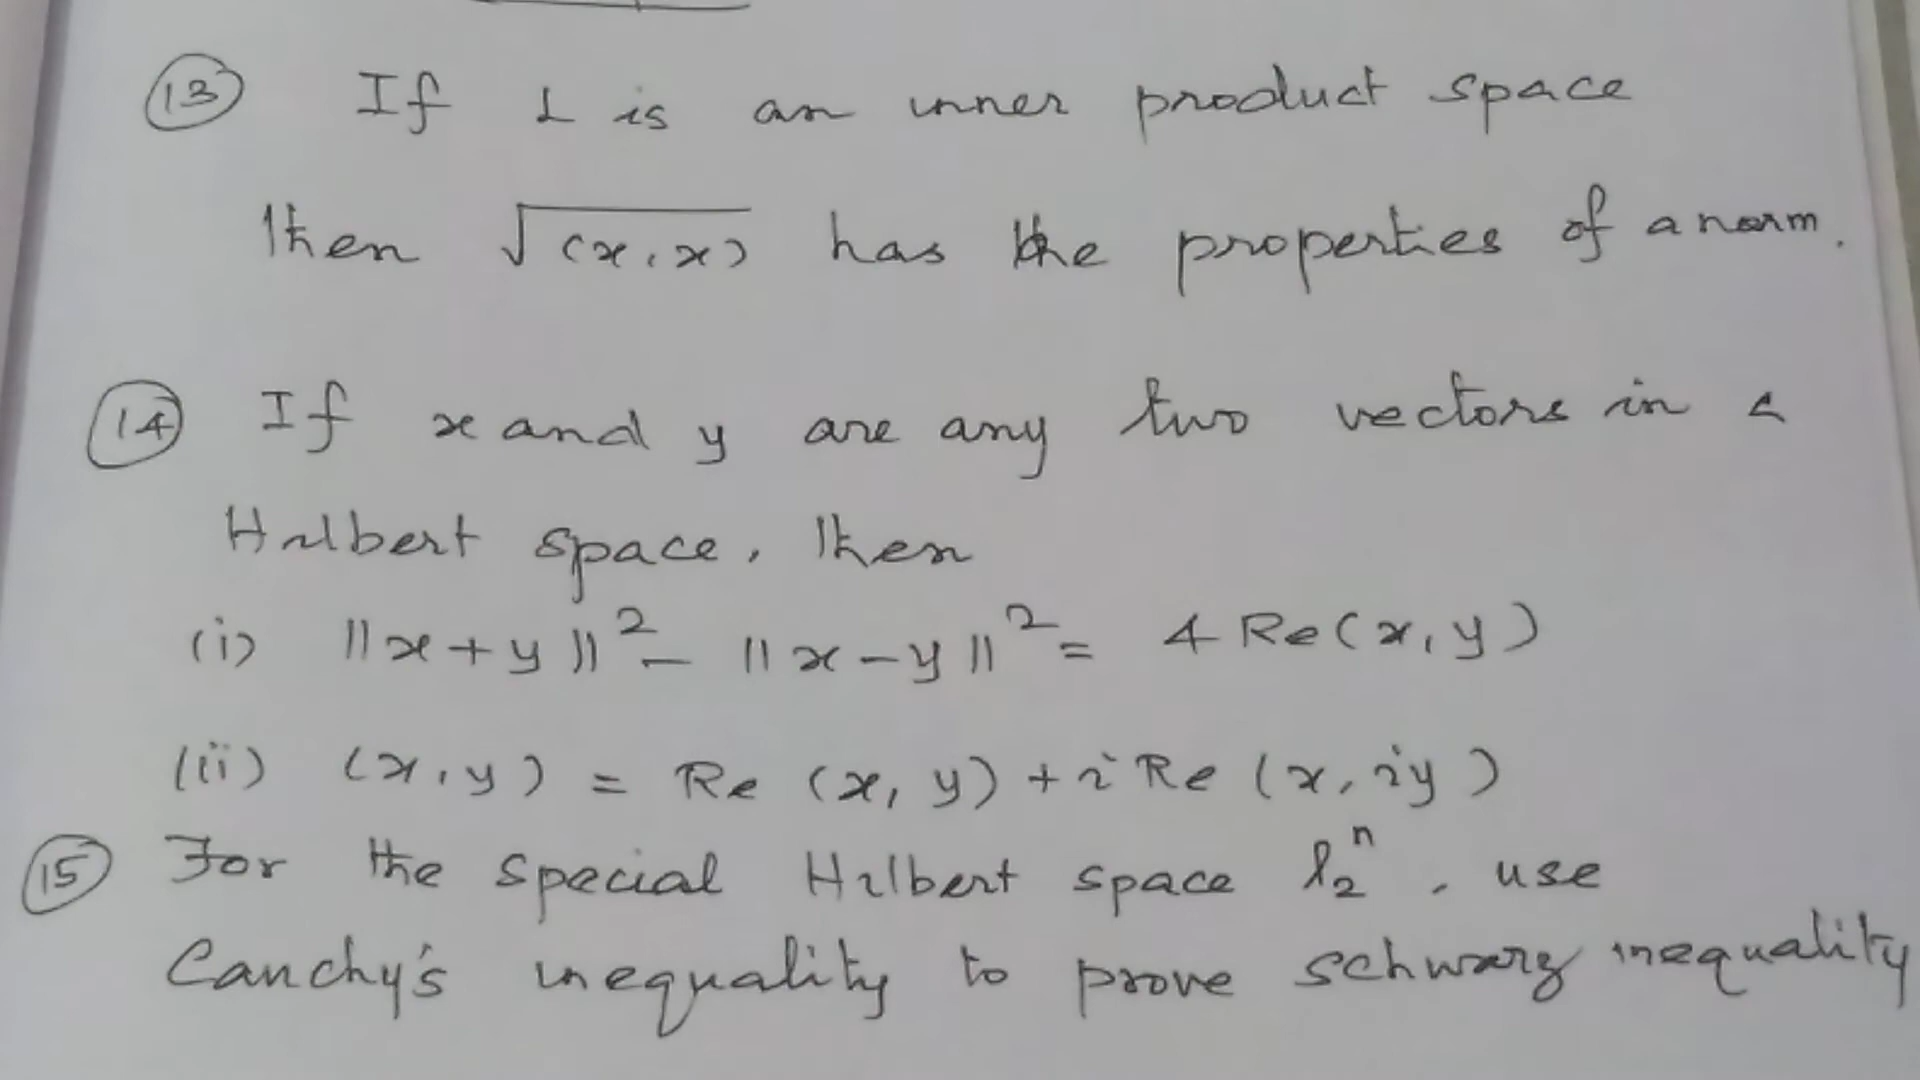 (13) If L is an inner product space
then √(x,x) has the properties of a norm.
(14) If x and y are any two vectors in a
Hilbert space, then
(i) ||x+y||² - ||x-y||² = 4 Re(x,y)
(ii) (x,y) = Re (x,y) + i Re (x,iy)
(15) For the special Hilbert space l₂ⁿ, use
Cauchy's inequality to prove schwarz inequality